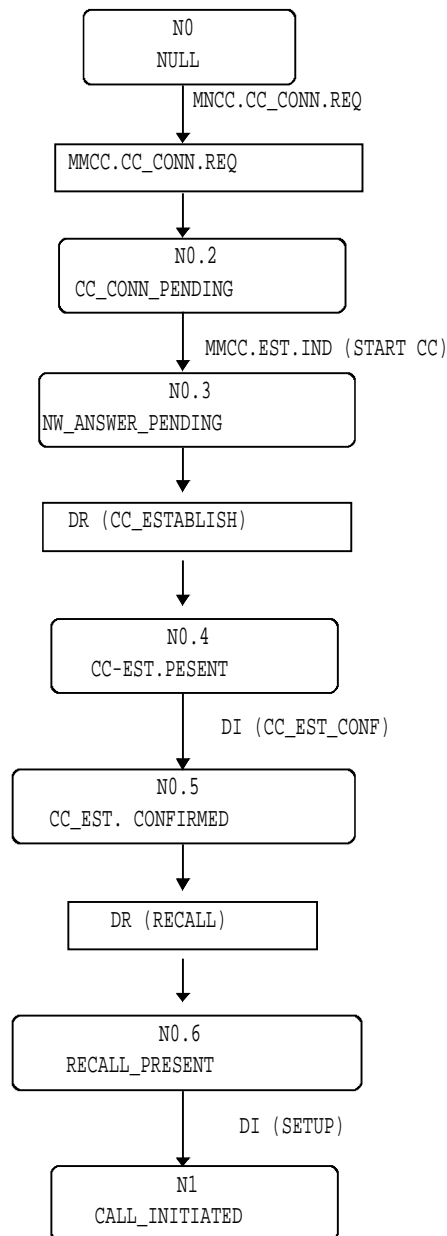 N0
NULL
MNCC.CC_CONN.REQ
MMCC.CC_CONN.REQ
N0.2
CC_CONN_PENDING
MMCC.EST.IND (START CC)
N0.3
NW_ANSWER_PENDING
DR (CC_ESTABLISH)
N0.4
CC-EST.PESENT
DI (CC_EST_CONF)
N0.5
CC_EST. CONFIRMED
DR (RECALL)
N0.6
RECALL_PRESENT
DI (SETUP)
N1
CALL_INITIATED